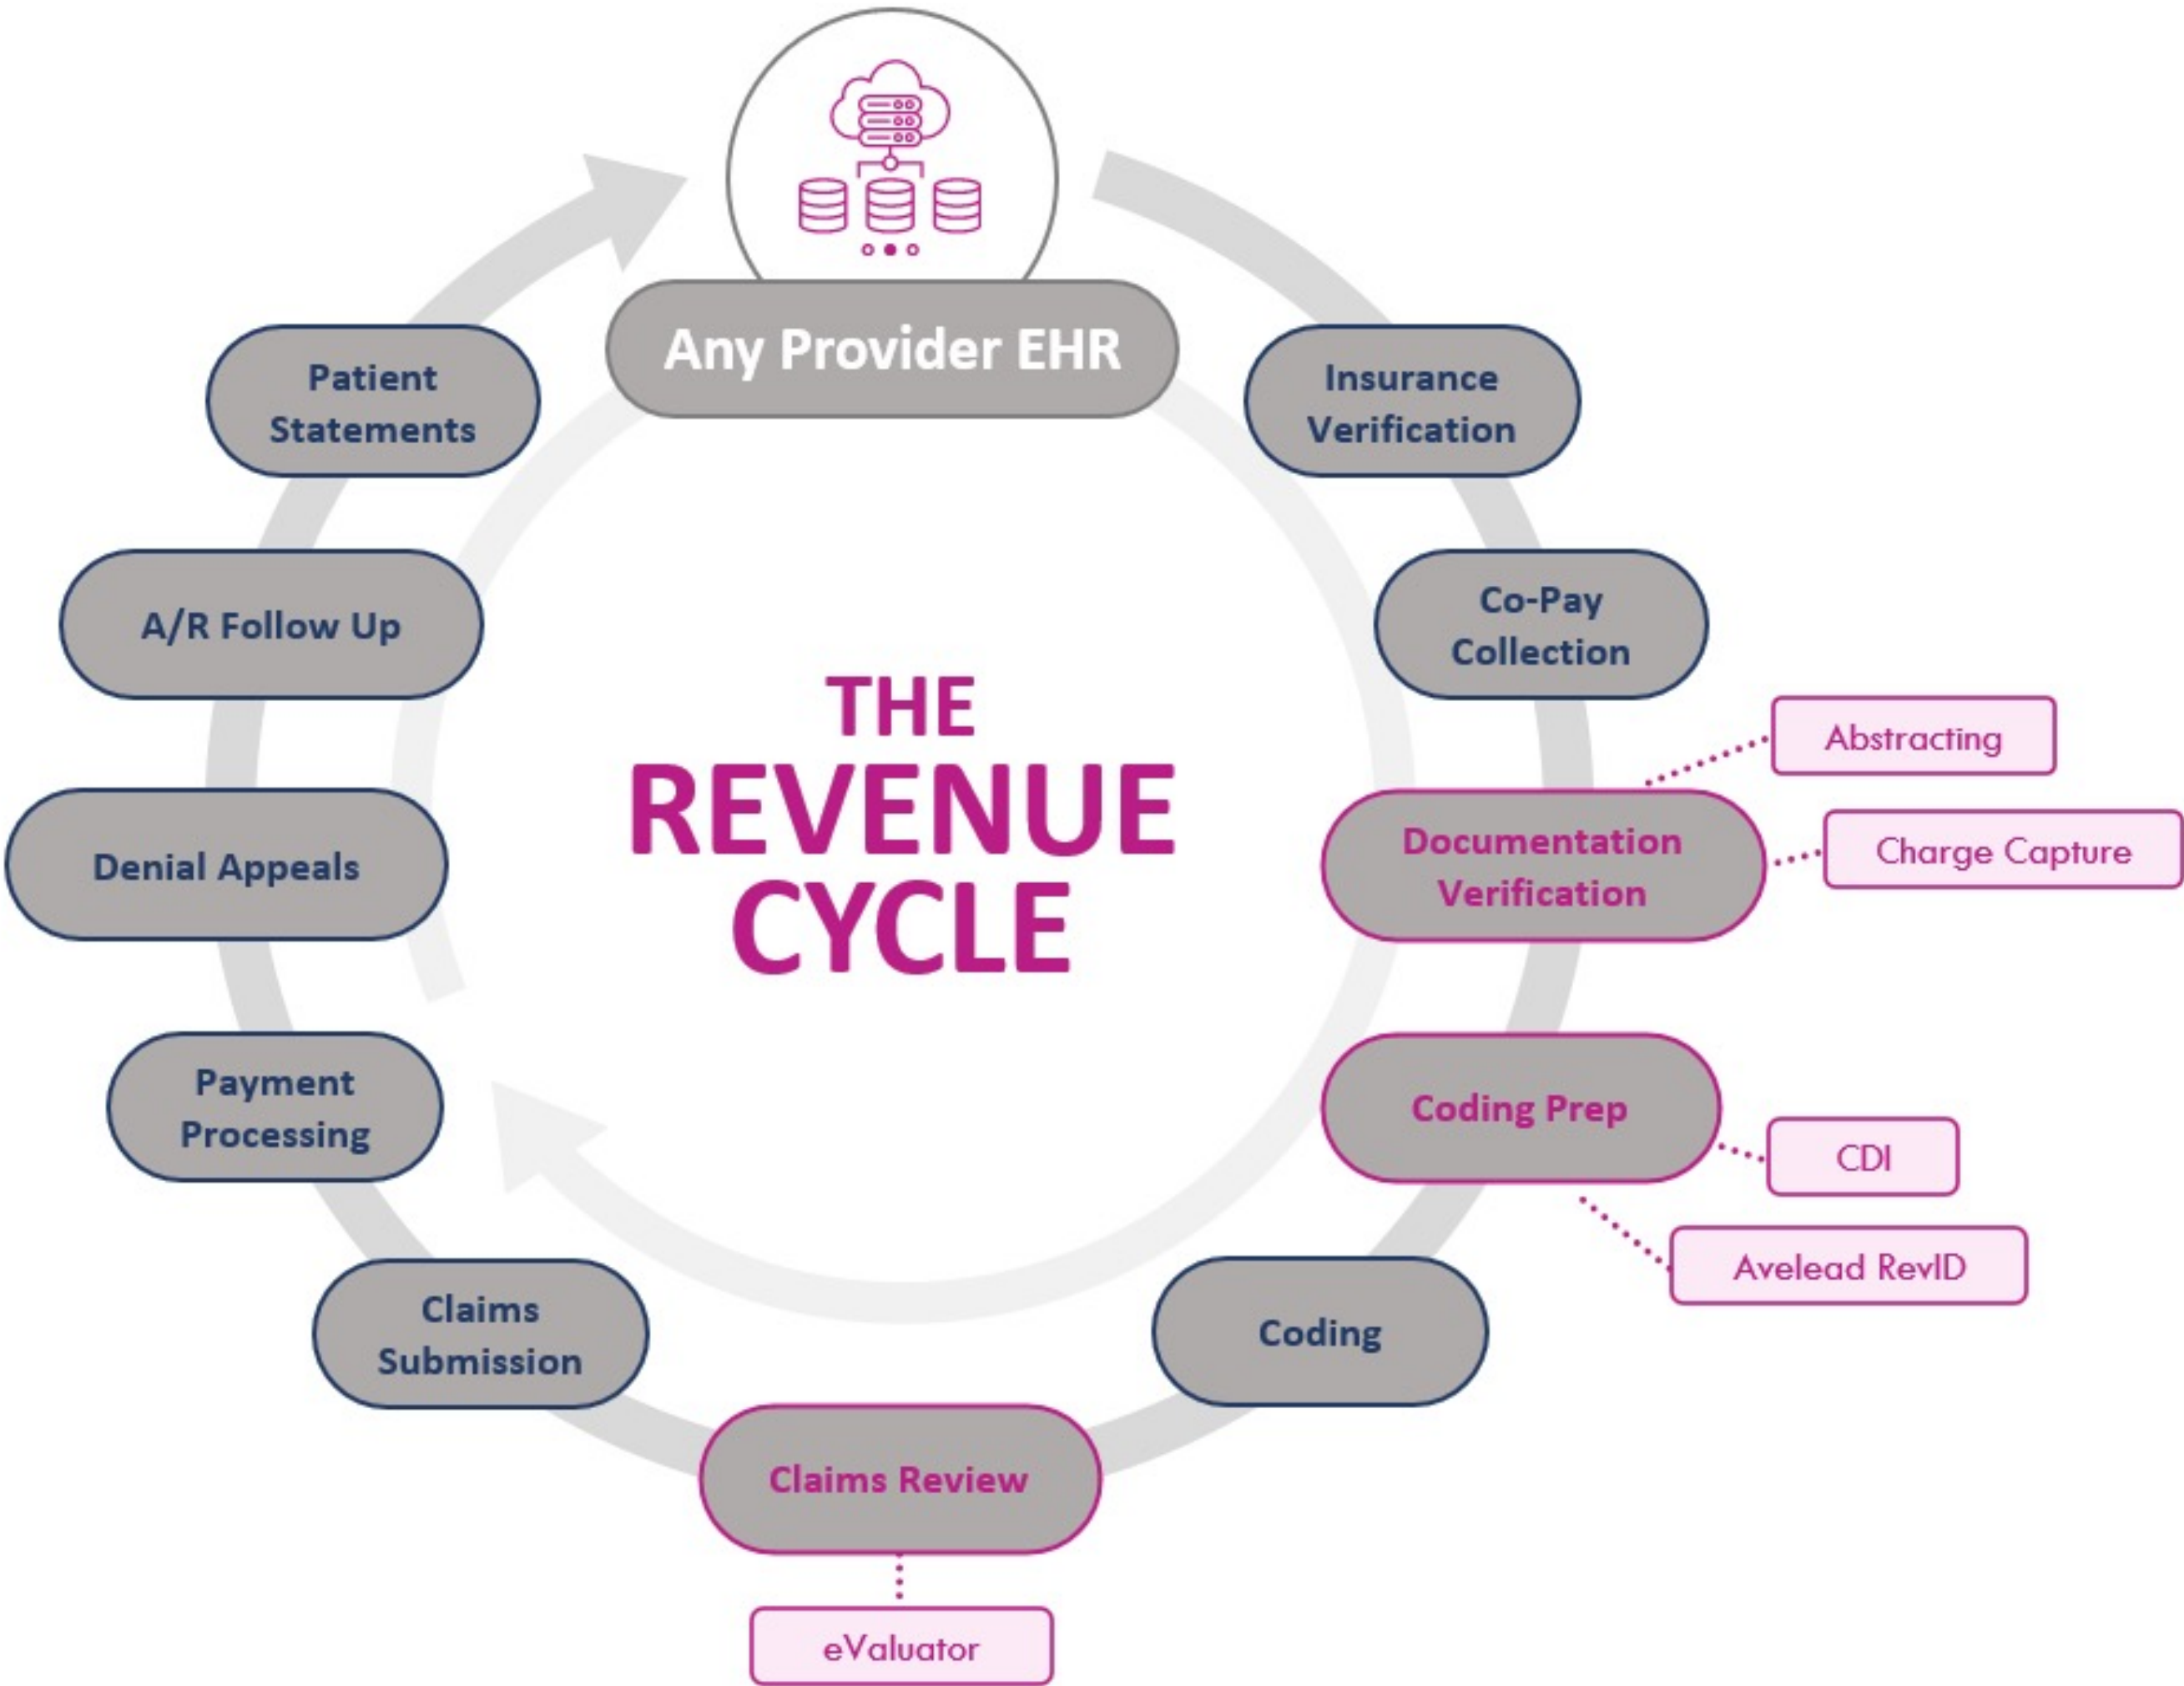 Any Provider EHR
Insurance
Verification
Co-Pay
Collection
Abstracting
Documentation
Verification
Charge Capture
Coding Prep
CDI
Avelead RevID
Coding
Claims Review
eValuator
Claims
Submission
Payment
Processing
Denial Appeals
A/R Follow Up
Patient
Statements
THE
REVENUE
CYCLE